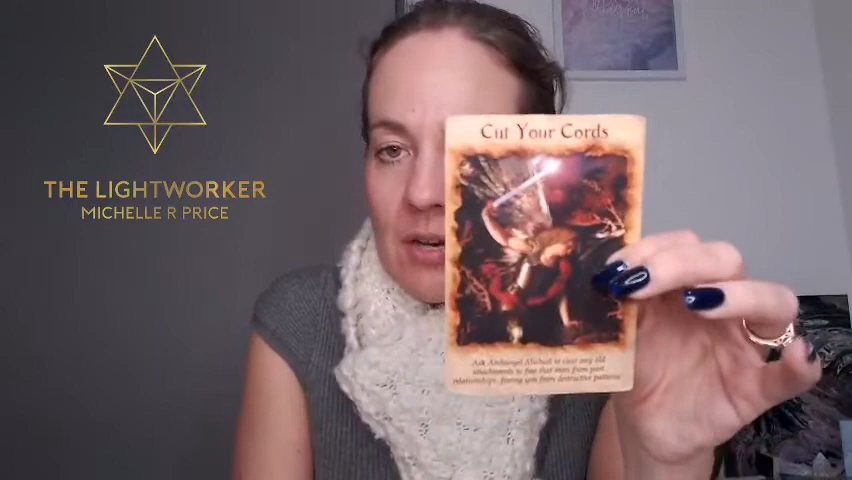 THE LIGHTWORKER
MICHELLE R PRICE
Cut Your Cords
Ask Archangel Michael to clear any old
attachments to fear that stem from past
relationships, freeing you from destructive patterns.